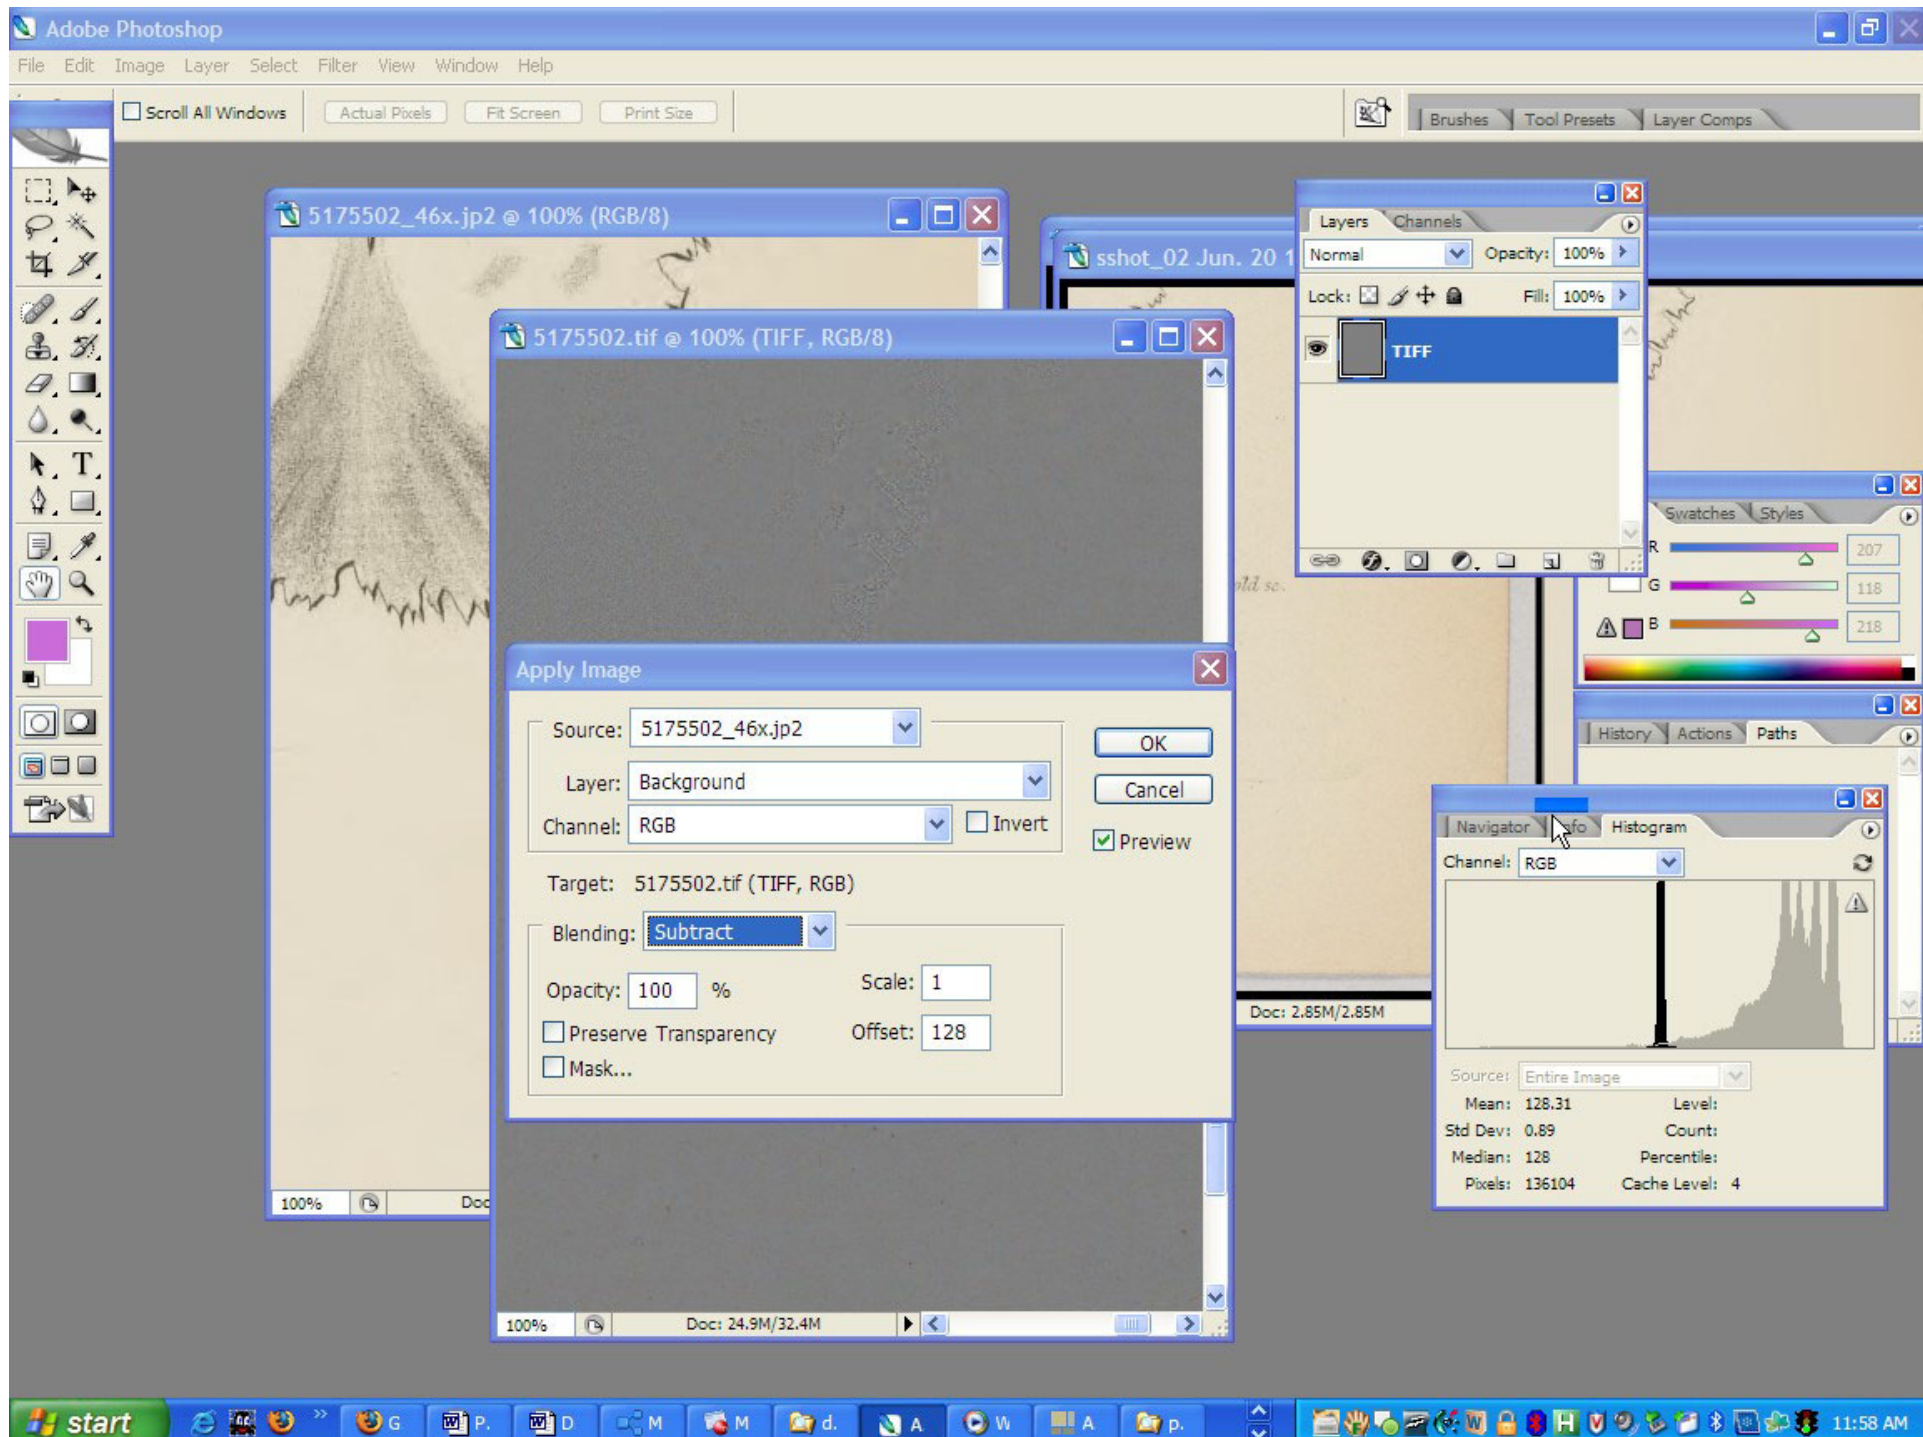 Adobe Photoshop
File Edit Image Layer Select Filter View Window Help
Scroll All Windows Actual Pixels Fit Screen Print Size
Brushes Tool Presets Layer Comps
5175502_46x.jp2 @ 100% (RGB/8)
sshot_02 Jun. 20 1
Layers Channels
Normal Opacity: 100%
Lock: Fill: 100%
TIFF
5175502.tif @ 100% (TIFF, RGB/8)
old se.
Swatches Styles
R 207
G 118
B 218
Apply Image
Source: 5175502_46x.jp2
Layer: Background
Channel: RGB Invert
OK
Cancel
Preview
Target: 5175502.tif (TIFF, RGB)
Blending: Subtract
Opacity: 100 % Scale: 1
Preserve Transparency Offset: 128
Mask...
History Actions Paths
Navigator Info Histogram
Channel: RGB
Source: Entire Image
Mean: 128.31 Level:
Std Dev: 0.89 Count:
Median: 128 Percentile:
Pixels: 136104 Cache Level: 4
Doc: 2.85M/2.85M
100% Doc
100% Doc: 24.9M/32.4M
start G P. D M M d. A W A p. 11:58 AM